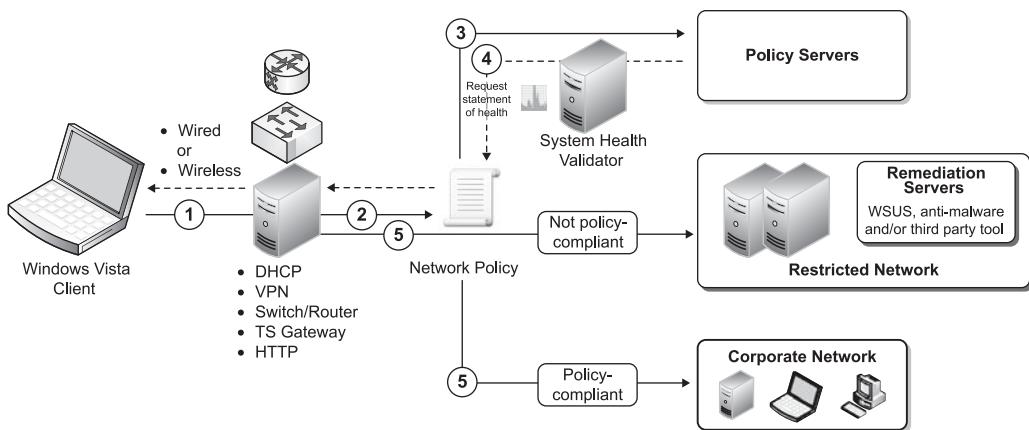 3
4
Policy Servers
Request
statement
of health
System Health
Validator
• Wired
or
• Wireless
1
2
5
Windows Vista
Client
• DHCP
• VPN
• Switch/Router
• TS Gateway
• HTTP
Network Policy
Not policy-
compliant
Remediation
Servers
WSUS, anti-malware
and/or third party tool
Restricted Network
5
Policy-
compliant
Corporate Network